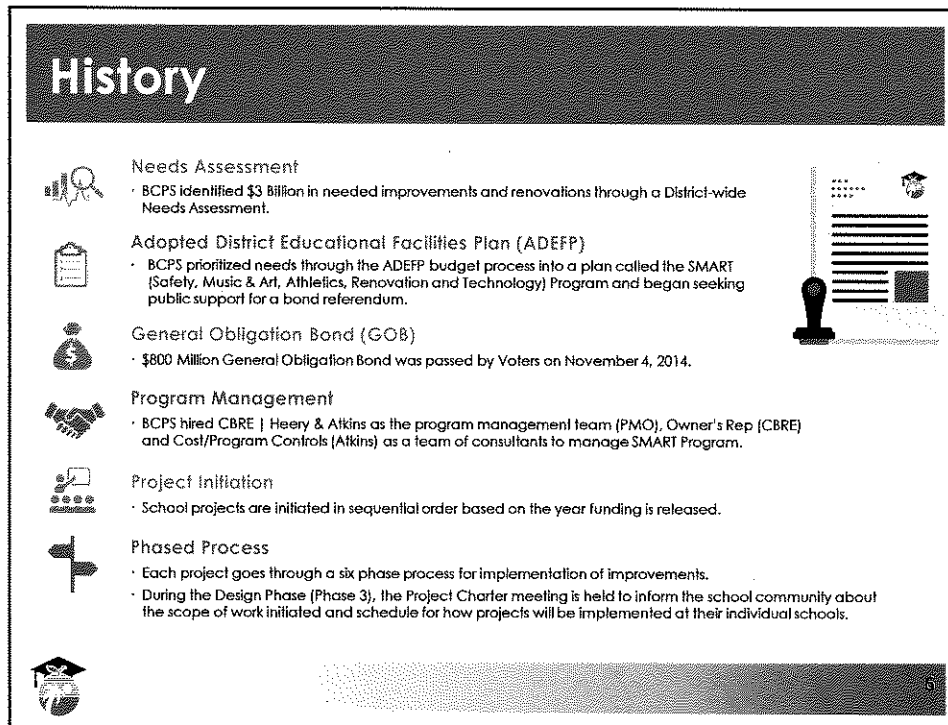 History
Needs Assessment
· BCPS identified $3 Billion in needed improvements and renovations through a District-wide
Needs Assessment.
Adopted District Educational Facilities Plan (ADEFP)
· BCPS prioritized needs through the ADEFP budget process into a plan called the SMART
(Safety, Music & Art, Athletics, Renovation and Technology) Program and began seeking
public support for a bond referendum.
General Obligation Bond (GOB)
· $800 Million General Obligation Bond was passed by Voters on November 4, 2014.
Program Management
· BCPS hired CBRE | Heery & Atkins as the program management team (PMO), Owner's Rep (CBRE)
and Cost/Program Controls (Atkins) as a team of consultants to manage SMART Program.
Project Initiation
· School projects are initiated in sequential order based on the year funding is released.
Phased Process
· Each project goes through a six phase process for implementation of improvements.
· During the Design Phase (Phase 3), the Project Charter meeting is held to inform the school community about
the scope of work initiated and schedule for how projects will be implemented at their individual schools.